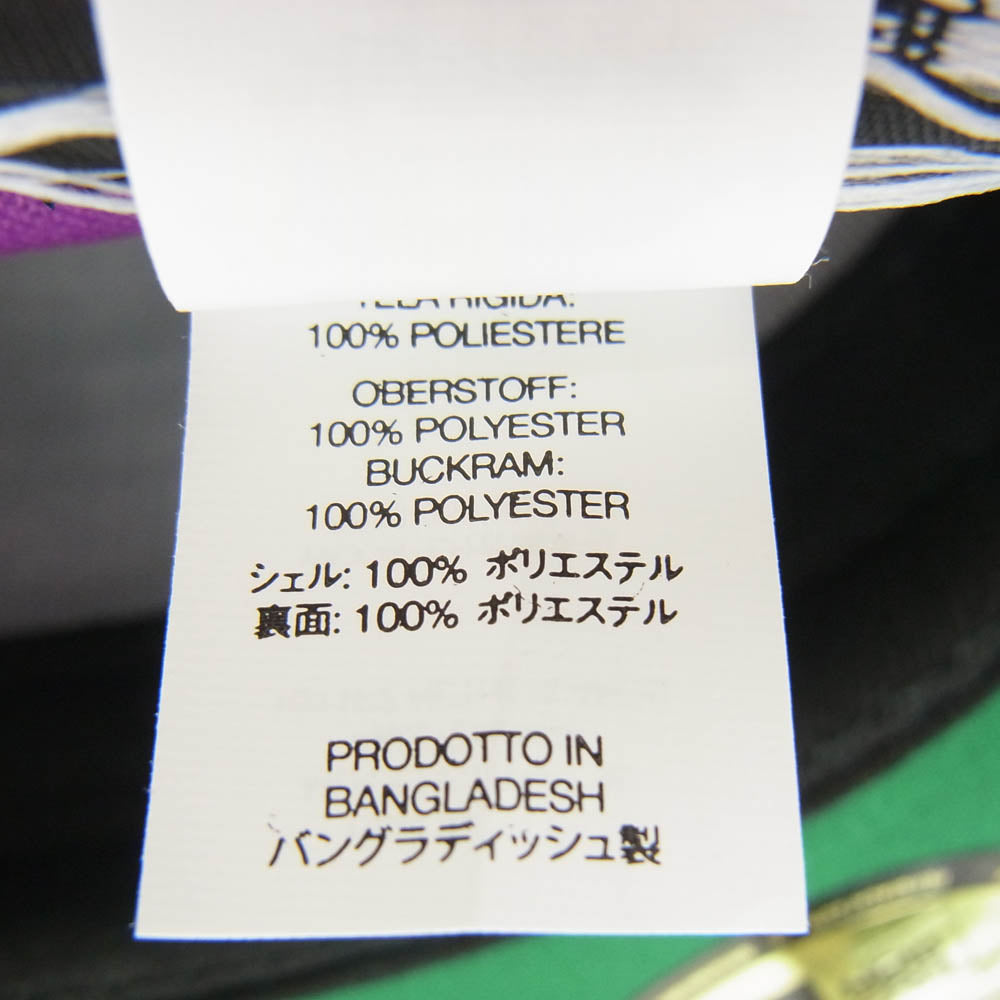 TELA RIGIDA:
100% POLIESTERE
OBERSTOFF:
100% POLYESTER
BUCKRAM:
100% POLYESTER
シェル: 100% ポリエステル
裏面: 100% ポリエステル
PRODOTTO IN
BANGLADESH
バングラディッシュ製